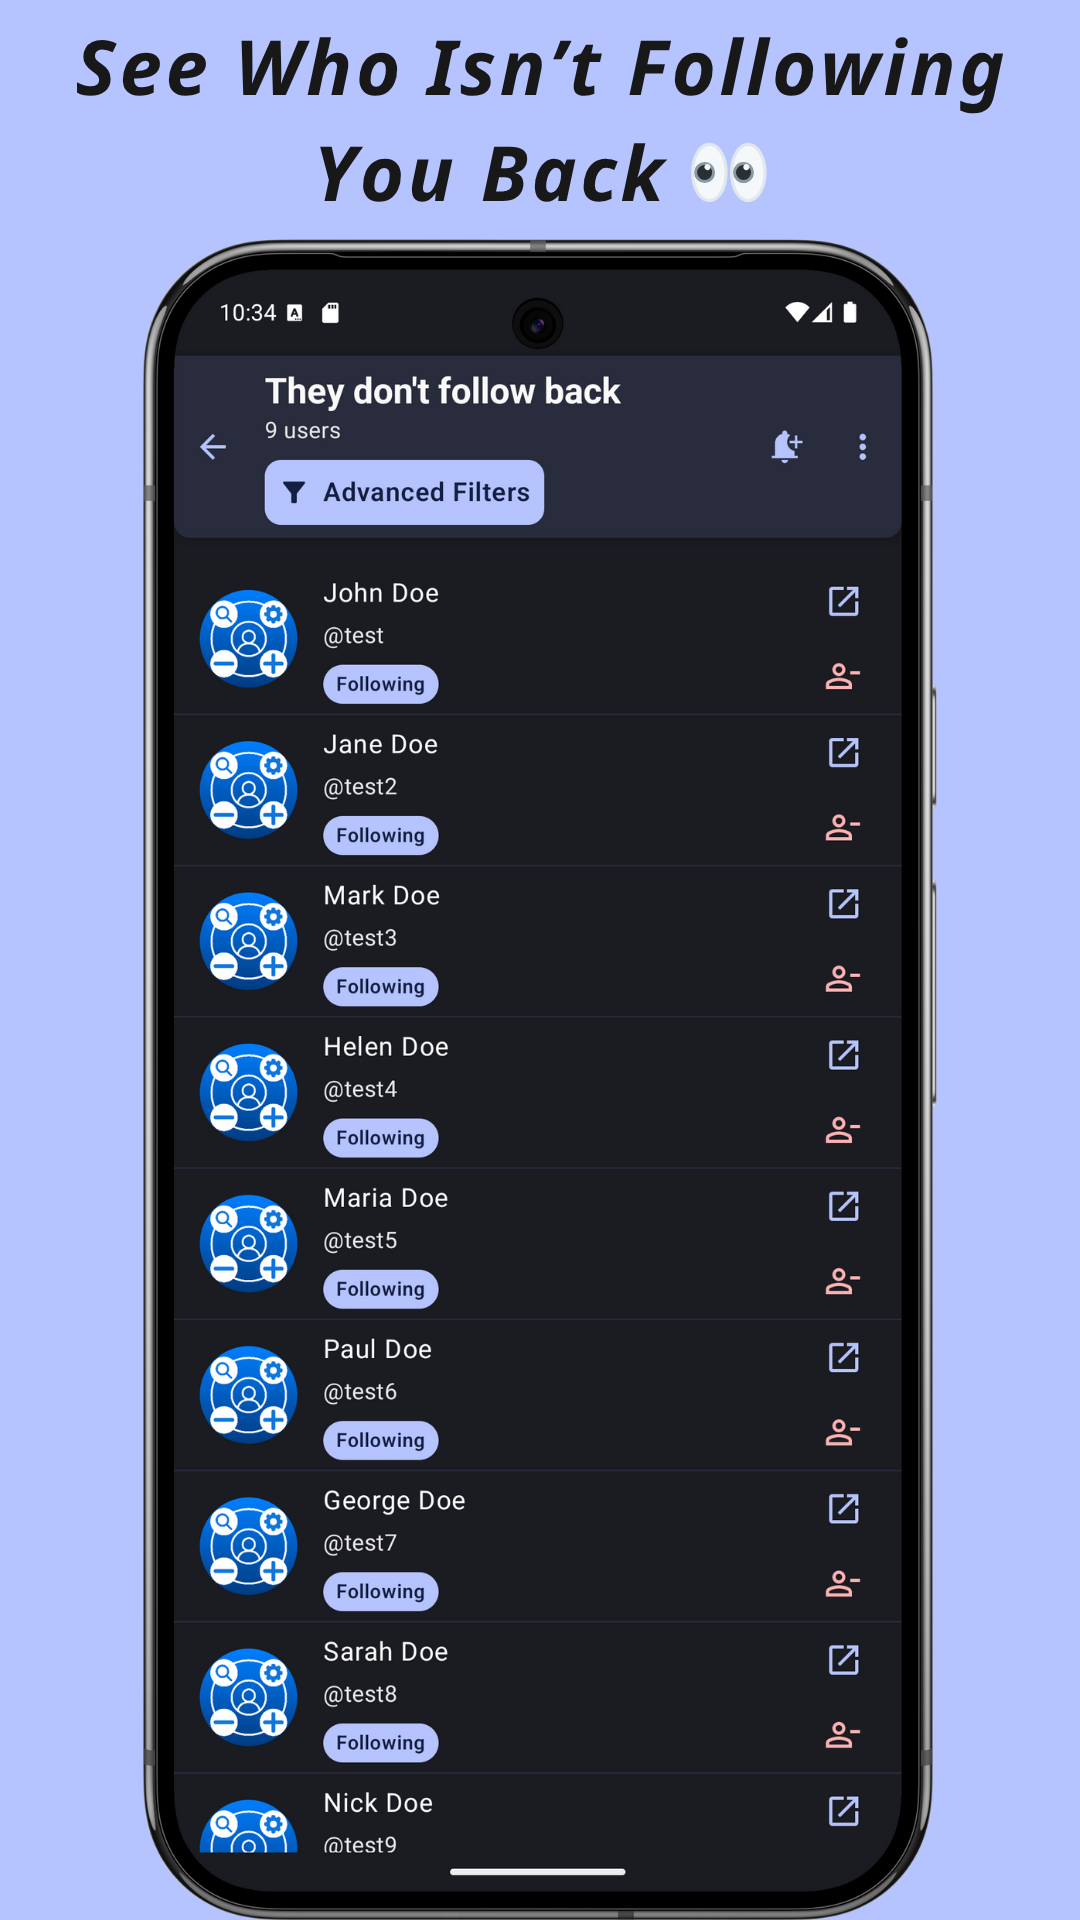 See Who Isn’t Following
You Back 👀
10:34
They don't follow back
9 users
Advanced Filters
John Doe
@test
Following
Jane Doe
@test2
Following
Mark Doe
@test3
Following
Helen Doe
@test4
Following
Maria Doe
@test5
Following
Paul Doe
@test6
Following
George Doe
@test7
Following
Sarah Doe
@test8
Following
Nick Doe
@test9